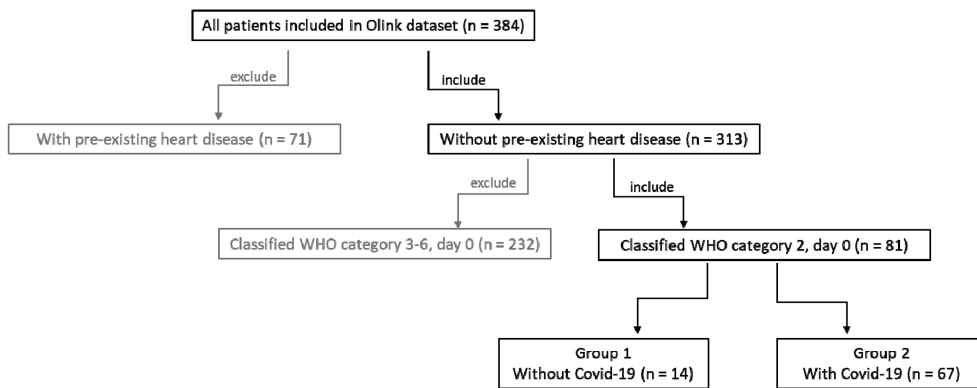 All patients included in Olink dataset (n = 384)
exclude
include
With pre-existing heart disease (n = 71)
Without pre-existing heart disease (n = 313)
exclude
include
Classified WHO category 3-6, day 0 (n = 232)
Classified WHO category 2, day 0 (n = 81)
Group 1
Without Covid-19 (n = 14)
Group 2
With Covid-19 (n = 67)